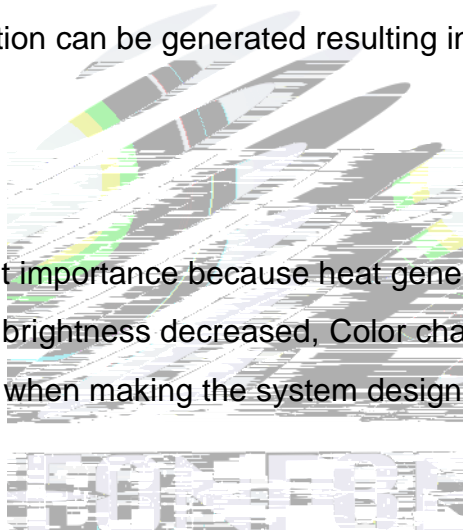 tion can be generated resulting in
t importance because heat gene
brightness decreased, Color cha
when making the system design